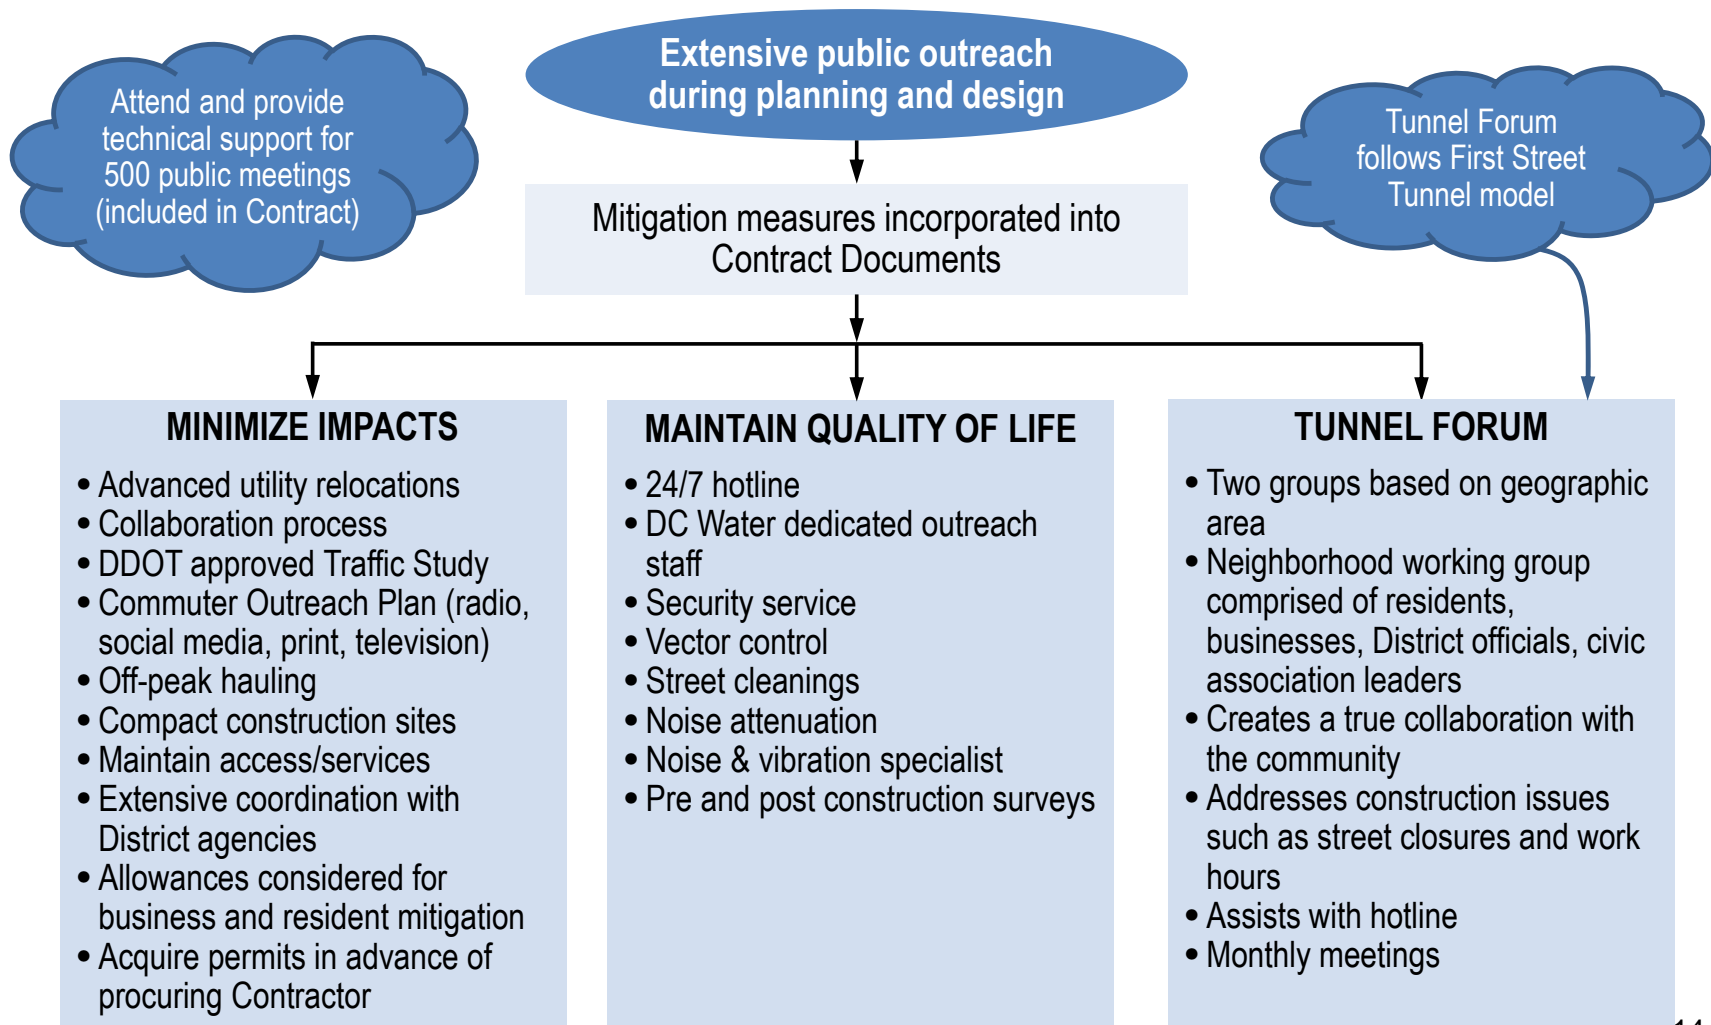 Extensive public outreach
during planning and design
Attend and provide
technical support for
500 public meetings
(included in Contract)
Tunnel Forum
follows First Street
Tunnel model
Mitigation measures incorporated into
Contract Documents
MINIMIZE IMPACTS
• Advanced utility relocations
• Collaboration process
• DDOT approved Traffic Study
• Commuter Outreach Plan (radio,
social media, print, television)
• Off-peak hauling
• Compact construction sites
• Maintain access/services
• Extensive coordination with
District agencies
• Allowances considered for
business and resident mitigation
• Acquire permits in advance of
procuring Contractor
MAINTAIN QUALITY OF LIFE
• 24/7 hotline
• DC Water dedicated outreach
staff
• Security service
• Vector control
• Street cleanings
• Noise attenuation
• Noise & vibration specialist
• Pre and post construction surveys
TUNNEL FORUM
• Two groups based on geographic
area
• Neighborhood working group
comprised of residents,
businesses, District officials, civic
association leaders
• Creates a true collaboration with
the community
• Addresses construction issues
such as street closures and work
hours
• Assists with hotline
• Monthly meetings